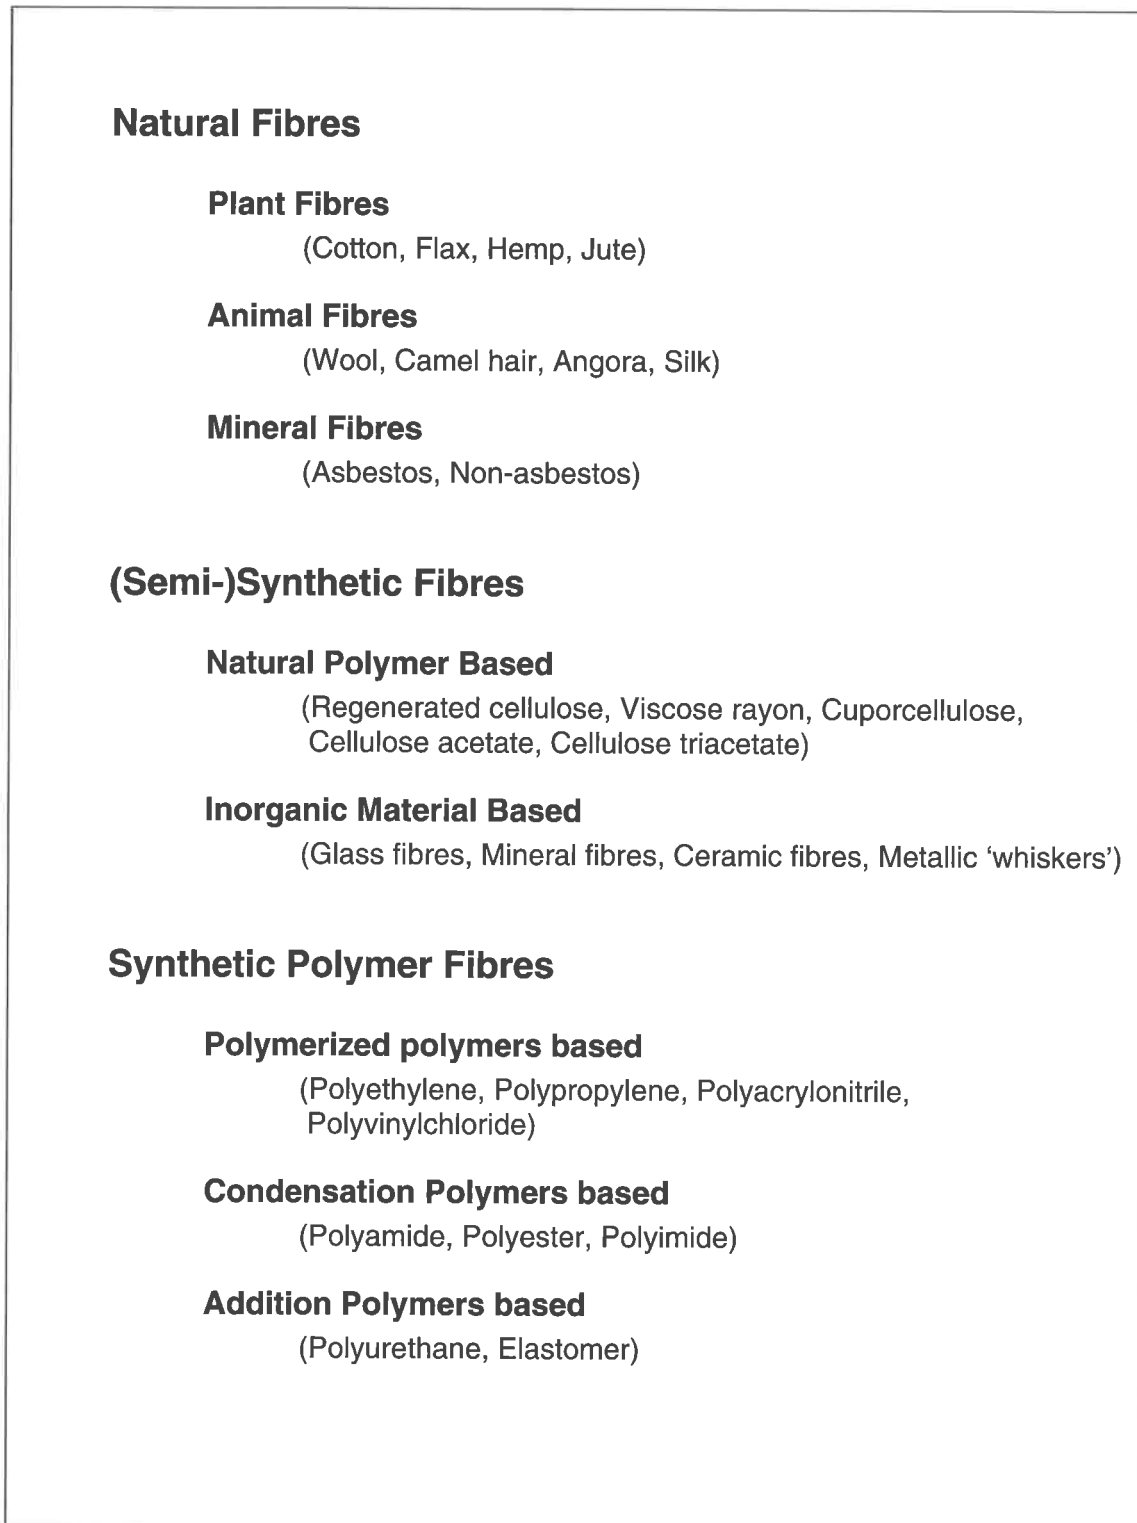 Natural Fibres
Plant Fibres
(Cotton, Flax, Hemp, Jute)
Animal Fibres
(Wool, Camel hair, Angora, Silk)
Mineral Fibres
(Asbestos, Non-asbestos)
(Semi-)Synthetic Fibres
Natural Polymer Based
(Regenerated cellulose, Viscose rayon, Cuporcellulose,
Cellulose acetate, Cellulose triacetate)
Inorganic Material Based
(Glass fibres, Mineral fibres, Ceramic fibres, Metallic ‘whiskers’)
Synthetic Polymer Fibres
Polymerized polymers based
(Polyethylene, Polypropylene, Polyacrylonitrile,
Polyvinylchloride)
Condensation Polymers based
(Polyamide, Polyester, Polyimide)
Addition Polymers based
(Polyurethane, Elastomer)